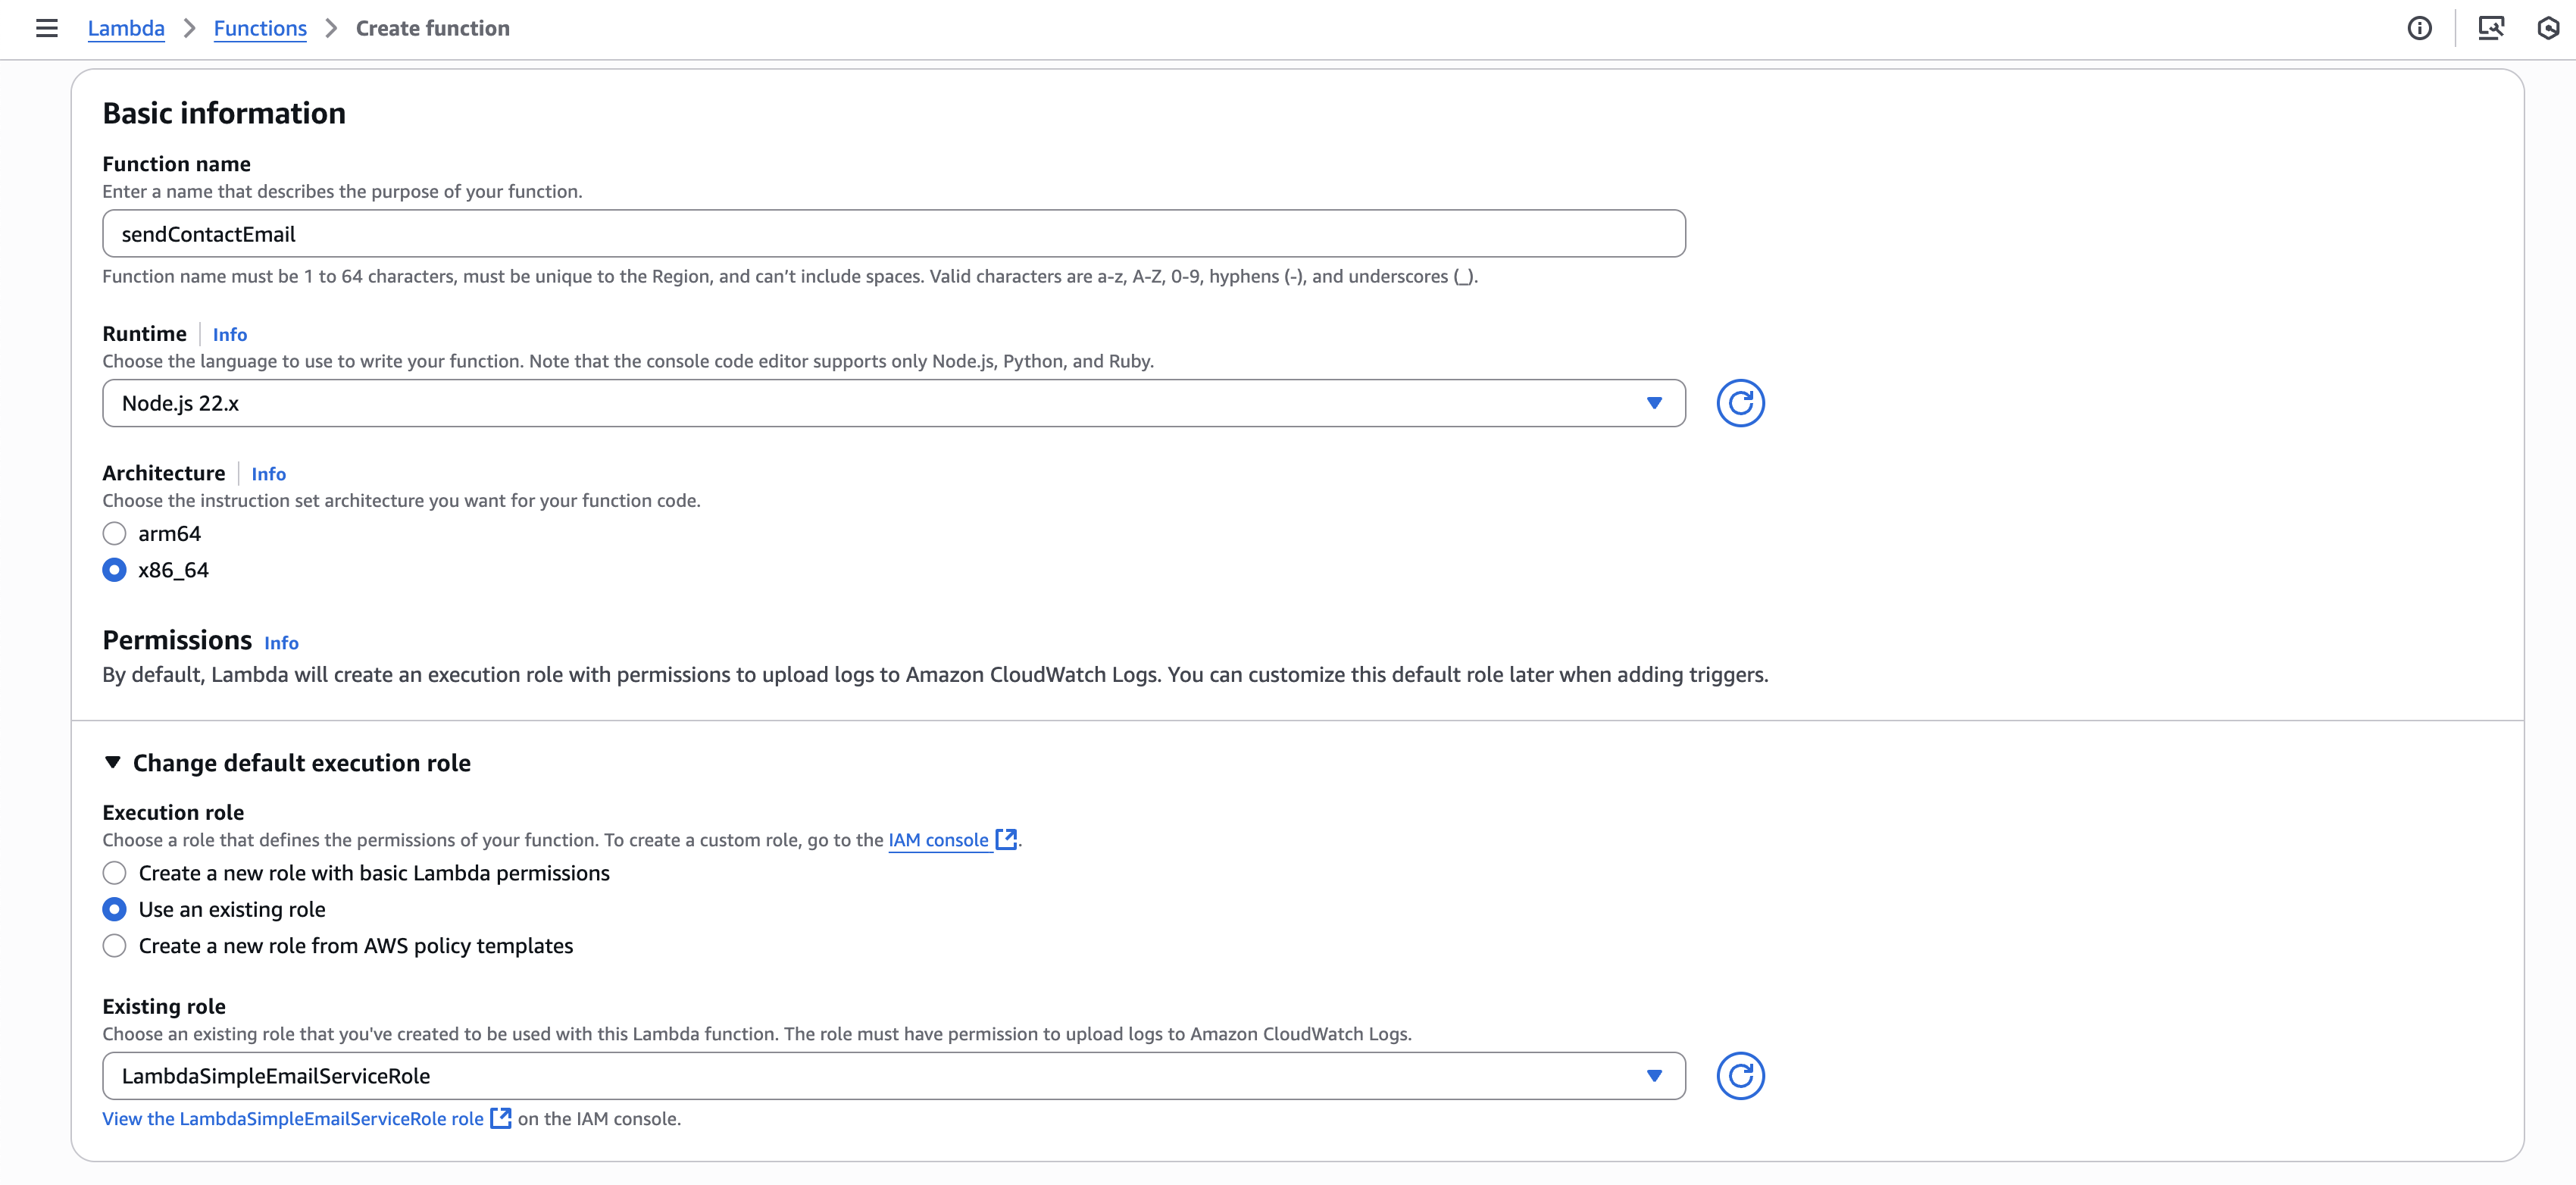 Lambda > Functions > Create function
Basic information
Function name
Enter a name that describes the purpose of your function.
sendContactEmail
Function name must be 1 to 64 characters, must be unique to the Region, and can’t include spaces. Valid characters are a-z, A-Z, 0-9, hyphens (-), and underscores (_).
Runtime | Info
Choose the language to use to write your function. Note that the console code editor supports only Node.js, Python, and Ruby.
Node.js 22.x
Architecture | Info
Choose the instruction set architecture you want for your function code.
arm64
x86_64
Permissions Info
By default, Lambda will create an execution role with permissions to upload logs to Amazon CloudWatch Logs. You can customize this default role later when adding triggers.
Change default execution role
Execution role
Choose a role that defines the permissions of your function. To create a custom role, go to the IAM console.
Create a new role with basic Lambda permissions
Use an existing role
Create a new role from AWS policy templates
Existing role
Choose an existing role that you've created to be used with this Lambda function. The role must have permission to upload logs to Amazon CloudWatch Logs.
LambdaSimpleEmailServiceRole
View the LambdaSimpleEmailServiceRole role on the IAM console.